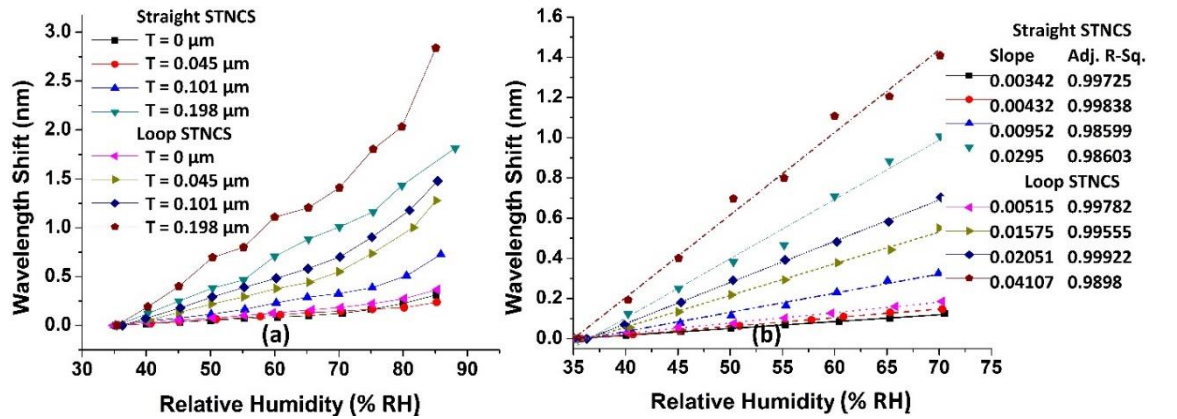 Straight STNCS
T = 0 µm
T = 0.045 µm
T = 0.101 µm
T = 0.198 µm
Loop STNCS
T = 0 µm
T = 0.045 µm
T = 0.101 µm
T = 0.198 µm
Wavelength Shift (nm)
3.0
2.5
2.0
1.5
1.0
0.5
0.0
30 40 50 60 70 80 90
(a)
Relative Humidity (% RH)
Wavelength Shift (nm)
1.6
1.4
1.2
1.0
0.8
0.6
0.4
0.2
0.0
35 40 45 50 55 60 65 70 75
(b)
Relative Humidity (% RH)
Straight STNCS
Slope Adj. R-Sq.
0.00342 0.99725
0.00432 0.99838
0.00952 0.98599
0.0295 0.98603
Loop STNCS
0.00515 0.99782
0.01575 0.99555
0.02051 0.99922
0.04107 0.9898